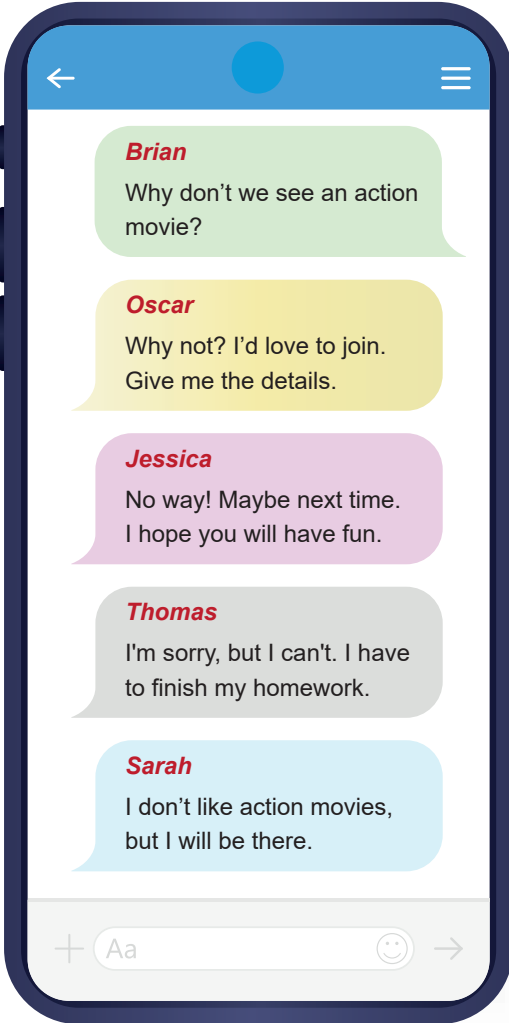 Brian
Why don’t we see an action
movie?
Oscar
Why not? I’d love to join.
Give me the details.
Jessica
No way! Maybe next time.
I hope you will have fun.
Thomas
I'm sorry, but I can't. I have
to finish my homework.
Sarah
I don’t like action movies,
but I will be there.
Aa